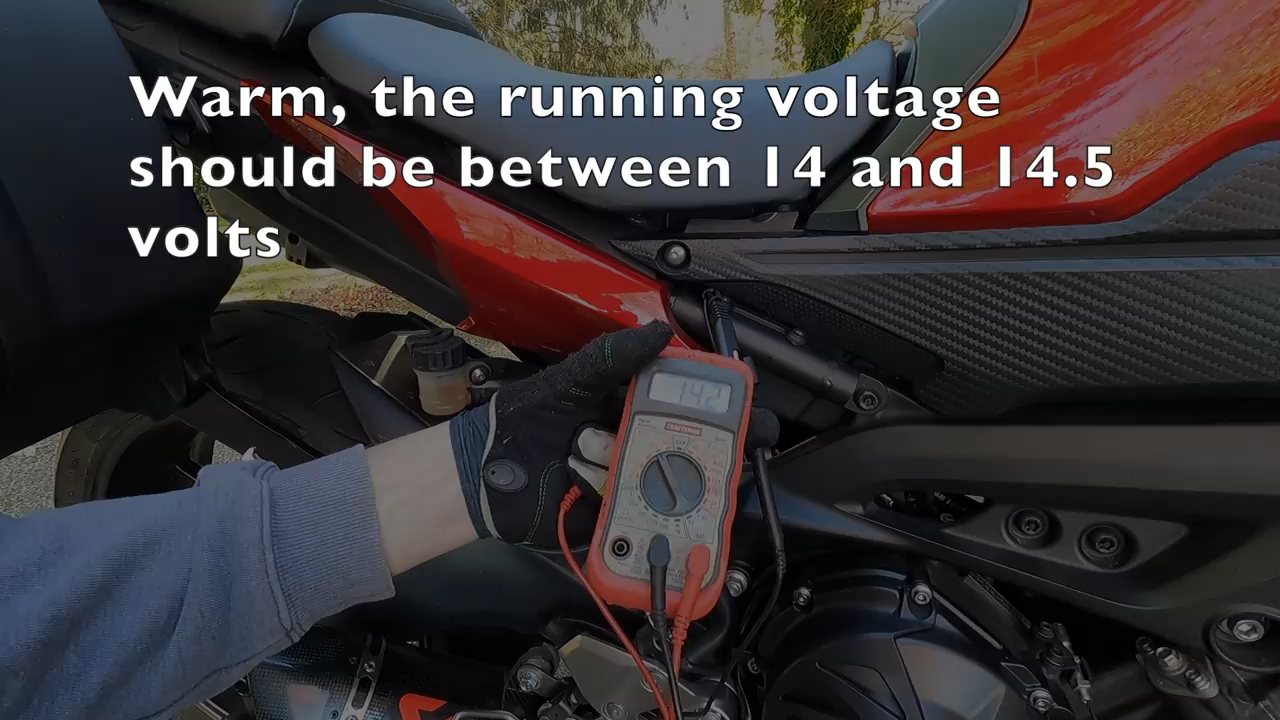 Warm, the running voltage
should be between 14 and 14.5
volts
14.2
CRAFTSMAN